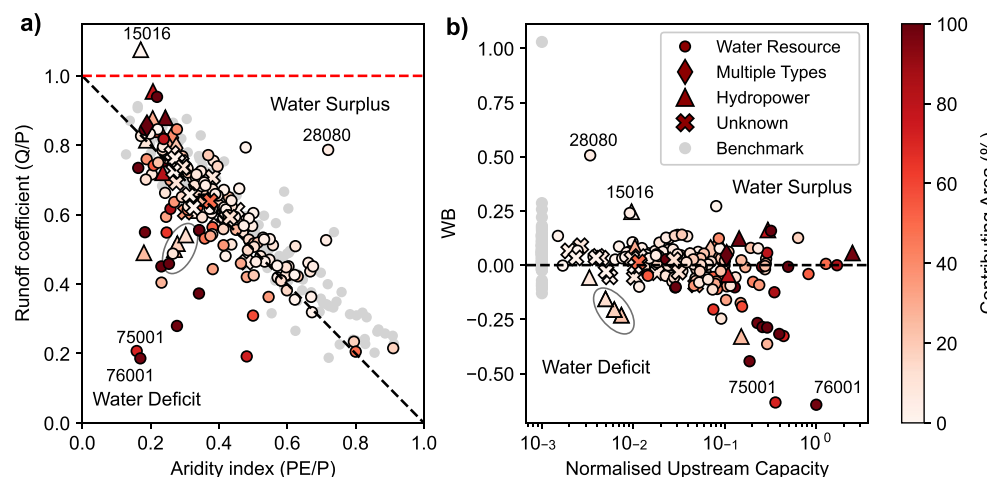 a)
15016
Water Surplus
28080
75001
76001
Water Deficit
1.0
0.8
0.6
0.4
0.2
0.0
0.0
0.2
0.4
0.6
0.8
1.0
Runoff coefficient (Q/P)
Aridity index (PE/P)
b)
Water Resource
Multiple Types
Hydropower
Unknown
Benchmark
28080
15016
Water Surplus
Water Deficit
75001
76001
1.00
0.75
0.50
0.25
0.00
−0.25
−0.50
10⁻³
10⁻²
10⁻¹
10⁰
WB
Normalised Upstream Capacity
100
80
60
40
20
0